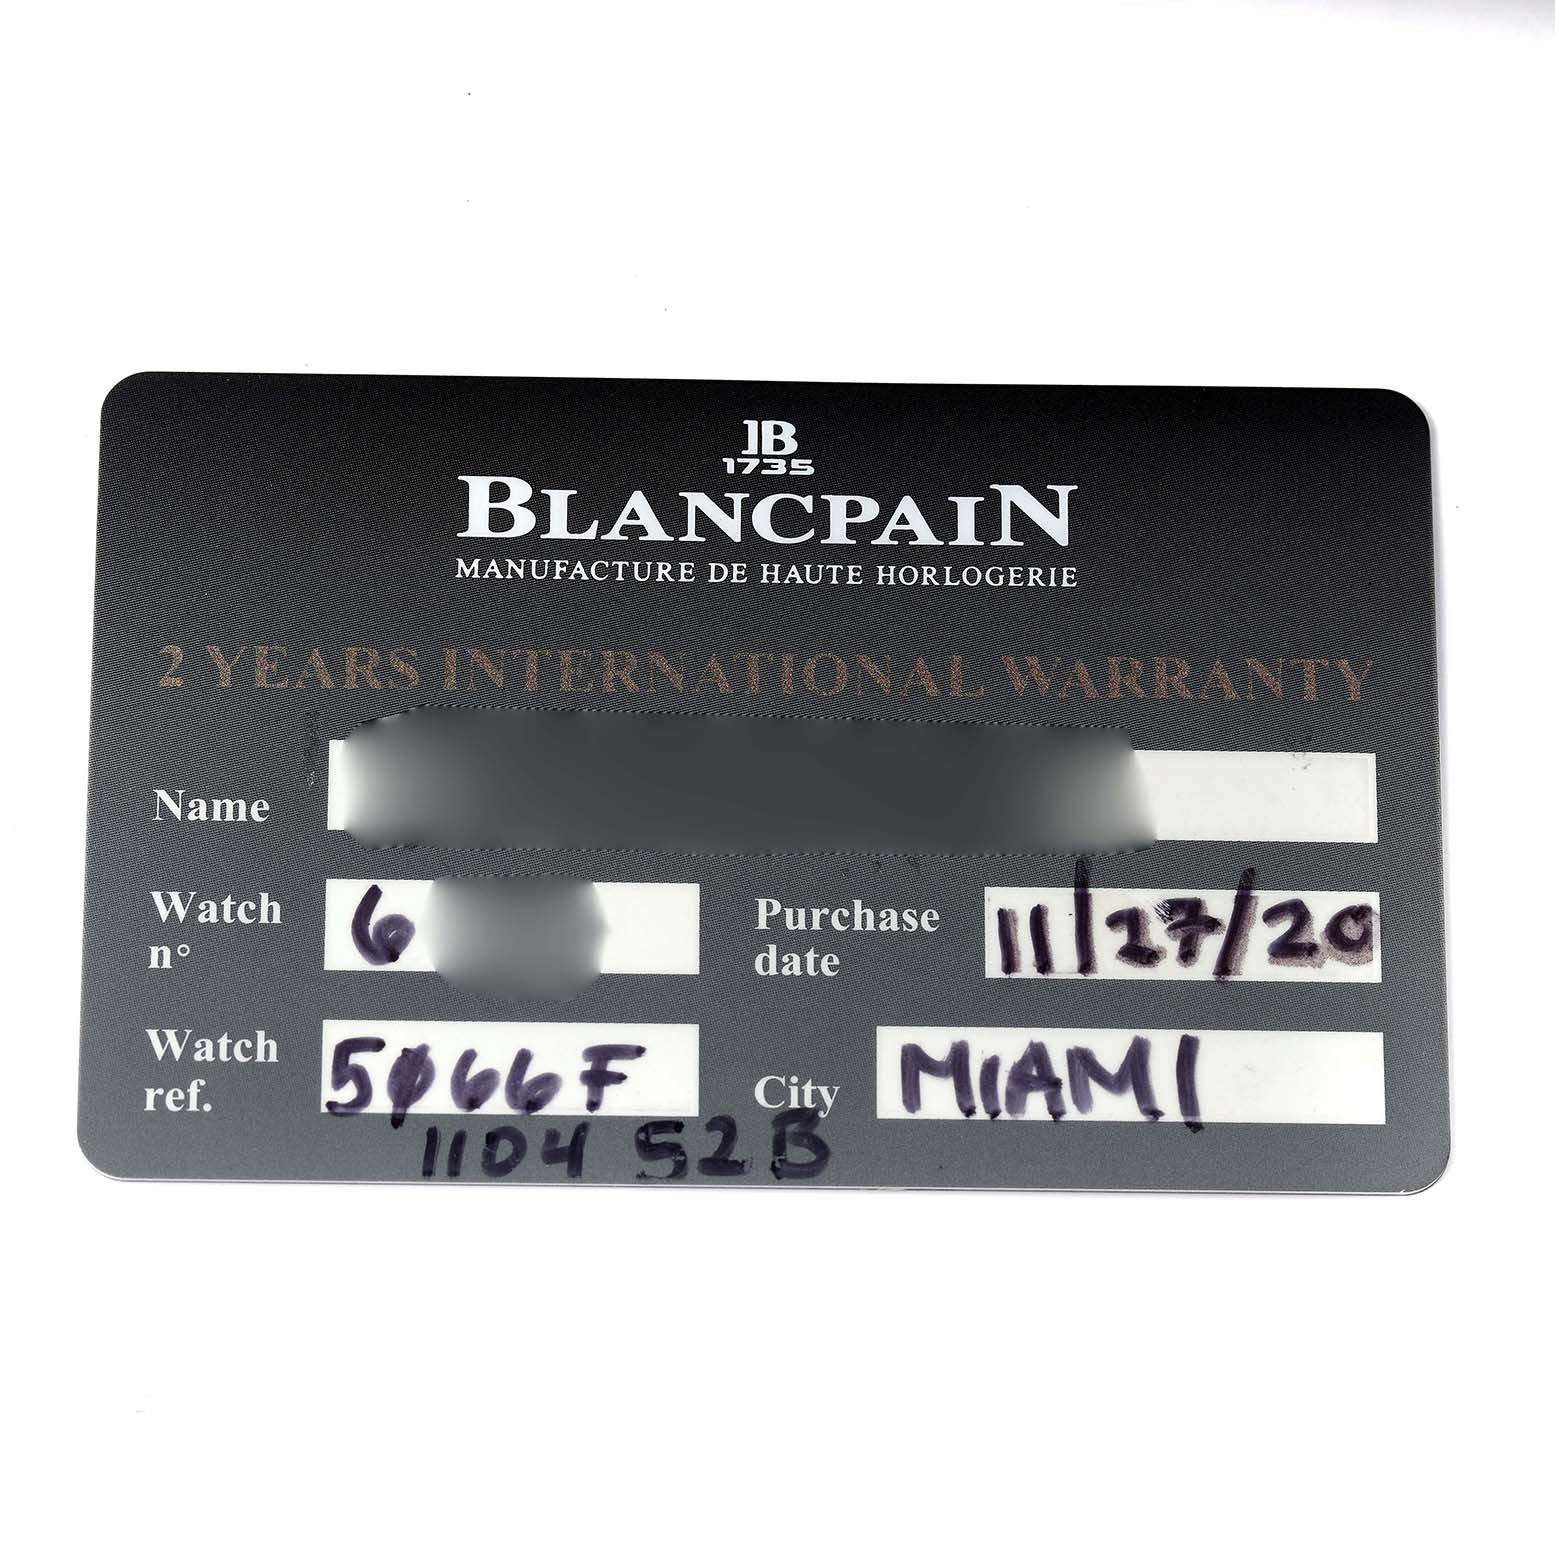 JB
1735
BLANCPAIN
MANUFACTURE DE HAUTE HORLOGERIE
2 YEARS INTERNATIONAL WARRANTY
Name
Watch n° 6
Purchase date 11/27/20
Watch ref. 5066F
1104 52B
City MIAMI